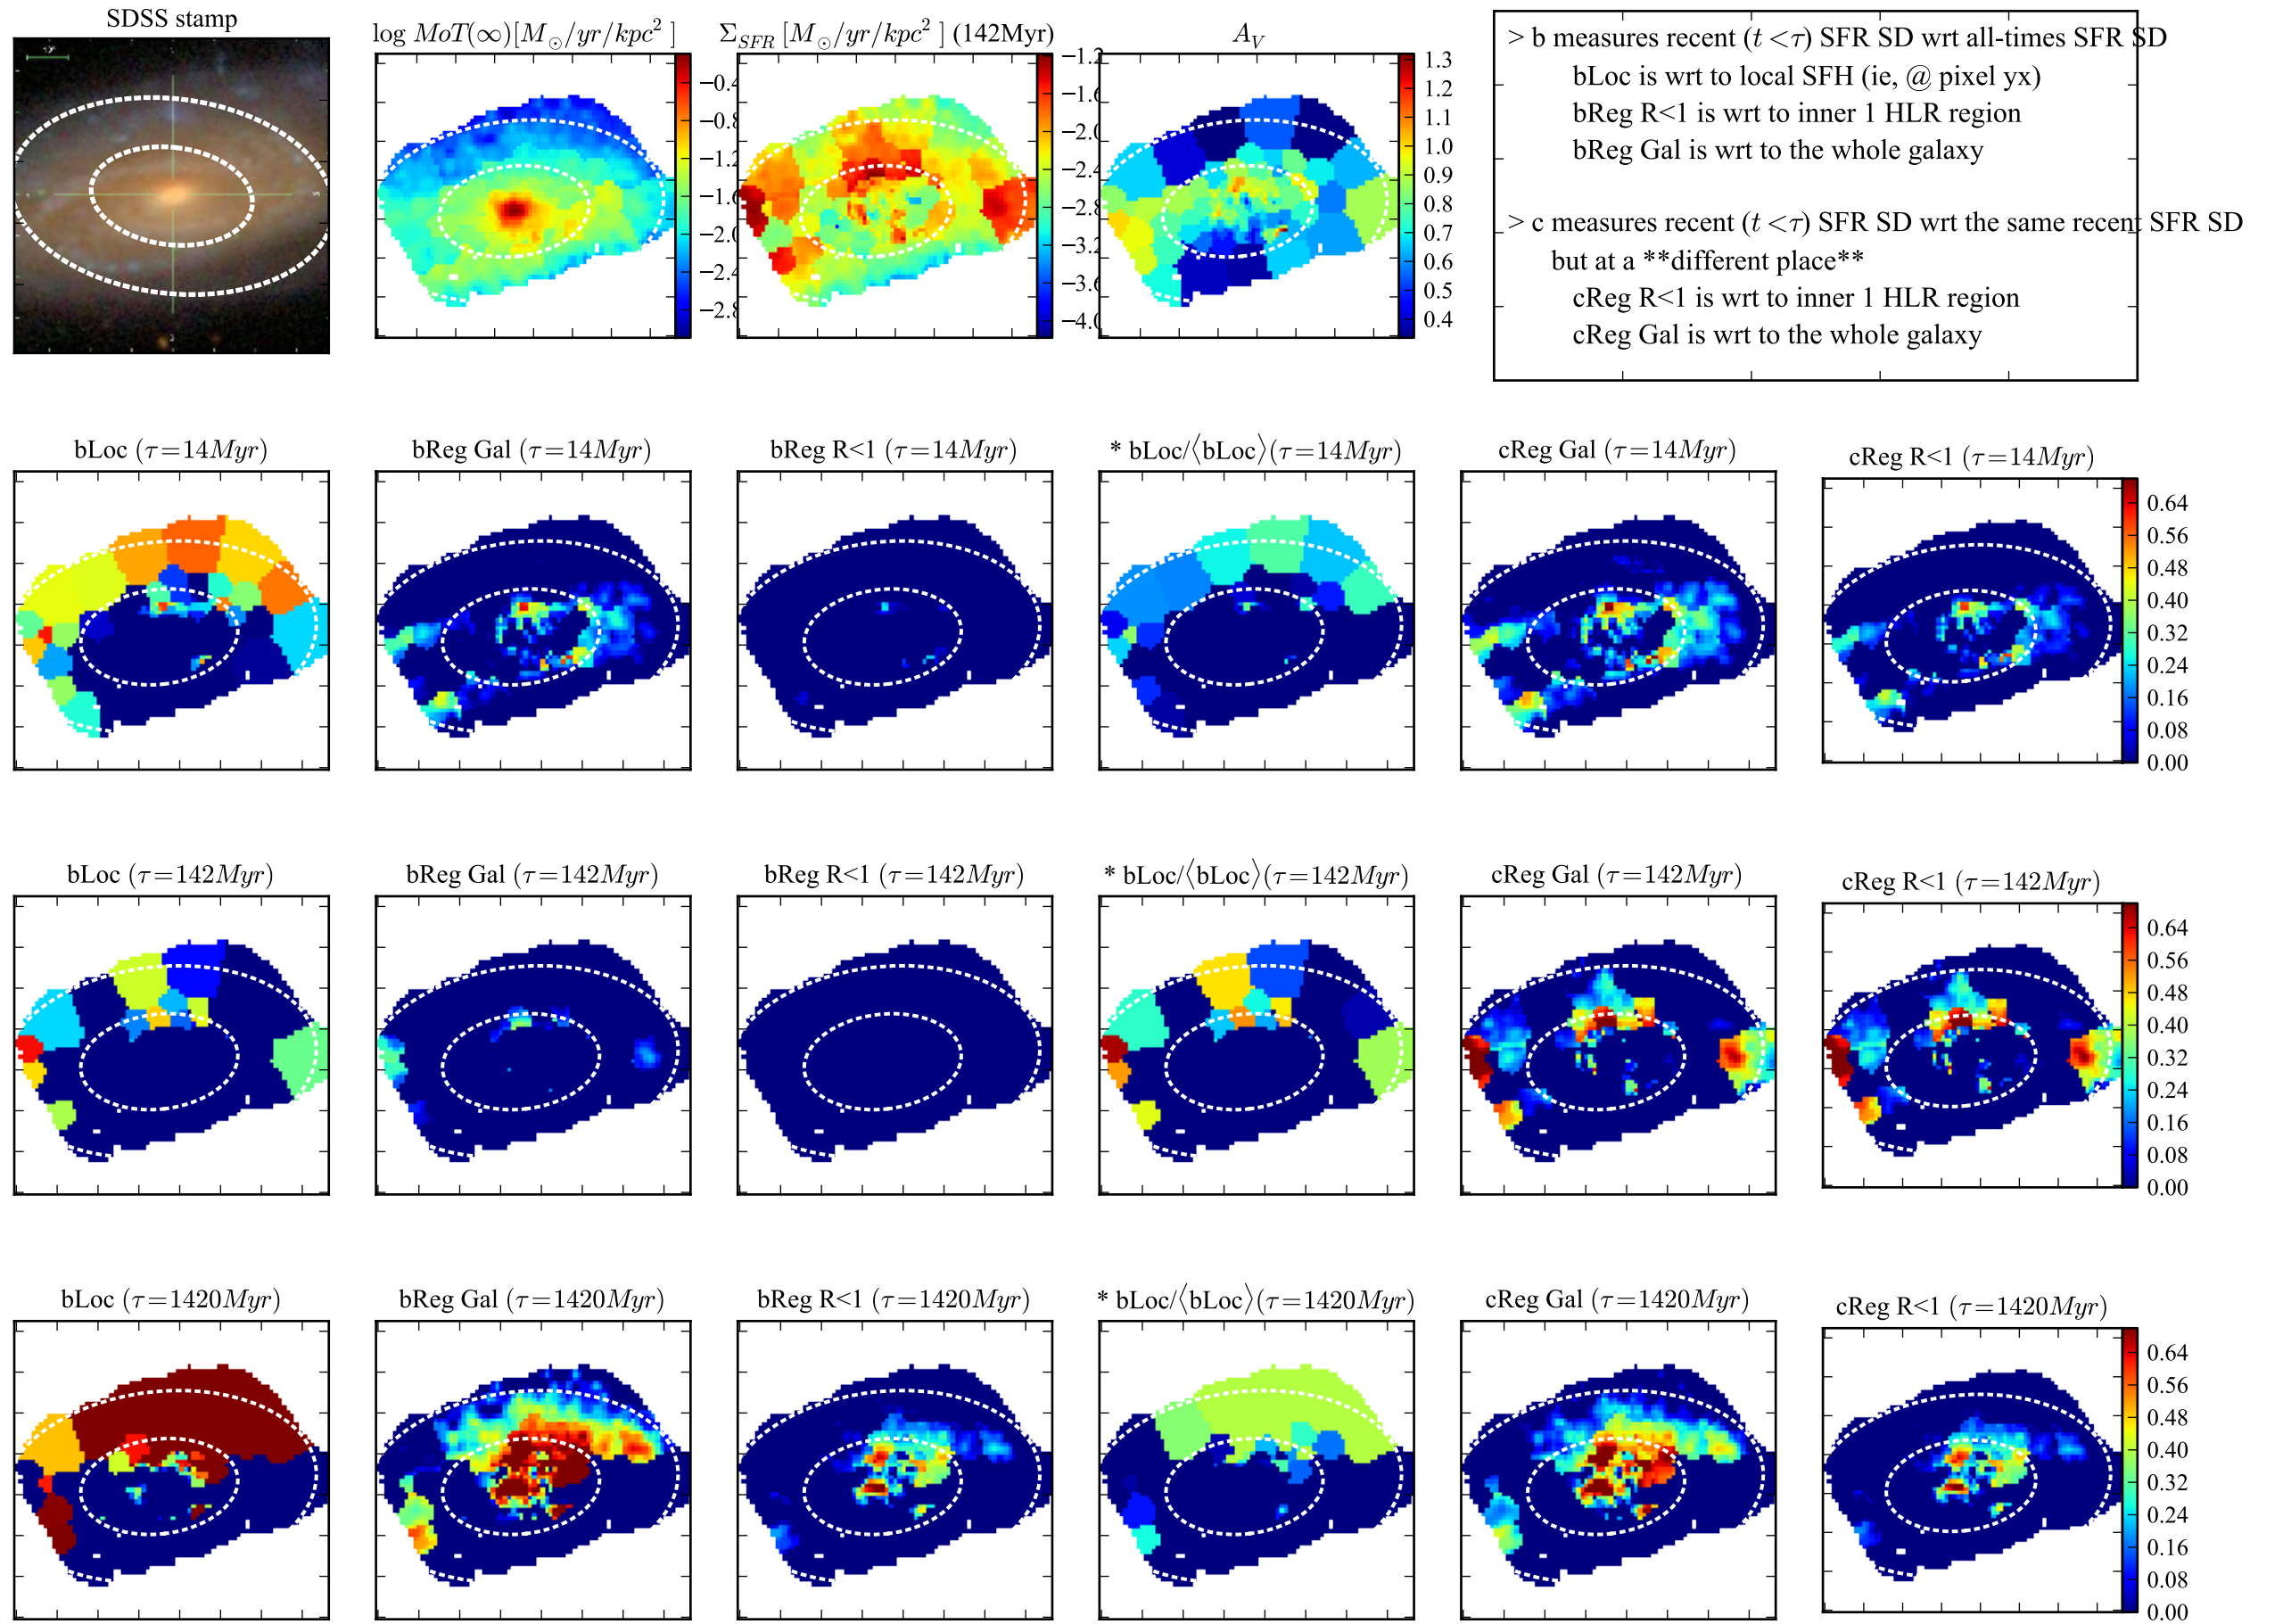 SDSS stamp
log MoT(∞)[M⊙/yr/kpc²]
Σ_SFR [M⊙/yr/kpc²] (142Myr)
A_V
−0.4
−0.8
−1.2
−1.6
−2.0
−2.4
−2.8
−1.2
−1.6
−2.0
−2.4
−2.8
−3.2
−3.6
−4.0
1.3
1.2
1.1
1.0
0.9
0.8
0.7
0.6
0.5
0.4
> b measures recent (t <τ) SFR SD wrt all-times SFR SD
bLoc is wrt to local SFH (ie, @ pixel yx)
bReg R<1 is wrt to inner 1 HLR region
bReg Gal is wrt to the whole galaxy
> c measures recent (t <τ) SFR SD wrt the same recent SFR SD
but at a **different place**
cReg R<1 is wrt to inner 1 HLR region
cReg Gal is wrt to the whole galaxy
bLoc (τ=14Myr)
bReg Gal (τ=14Myr)
bReg R<1 (τ=14Myr)
* bLoc/⟨bLoc⟩(τ=14Myr)
cReg Gal (τ=14Myr)
cReg R<1 (τ=14Myr)
0.64
0.56
0.48
0.40
0.32
0.24
0.16
0.08
0.00
bLoc (τ=142Myr)
bReg Gal (τ=142Myr)
bReg R<1 (τ=142Myr)
* bLoc/⟨bLoc⟩(τ=142Myr)
cReg Gal (τ=142Myr)
cReg R<1 (τ=142Myr)
0.64
0.56
0.48
0.40
0.32
0.24
0.16
0.08
0.00
bLoc (τ=1420Myr)
bReg Gal (τ=1420Myr)
bReg R<1 (τ=1420Myr)
* bLoc/⟨bLoc⟩(τ=1420Myr)
cReg Gal (τ=1420Myr)
cReg R<1 (τ=1420Myr)
0.64
0.56
0.48
0.40
0.32
0.24
0.16
0.08
0.00